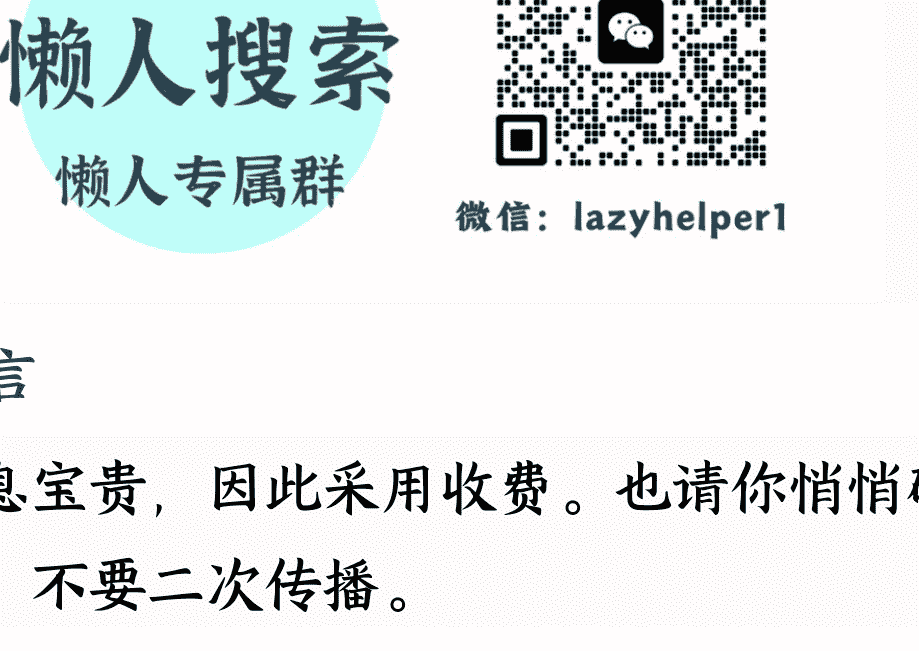 懒人搜索
懒人专属群
微信：lazyhelper1
言
息宝贵，因此采用收费。也请你悄悄
不要二次传播。